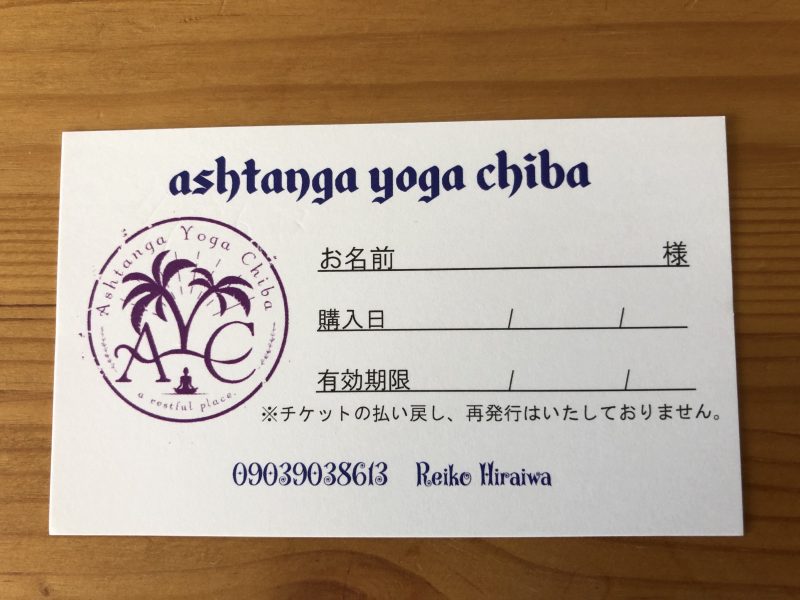 ashtanga yoga chiba
Ashtanga Yoga Chiba
AYC
a restful place.
お名前 様
購入日 / /
有効期限 / /
※チケットの払い戻し、再発行はいたしておりません。
09039038613 Reiko Hiraiwa